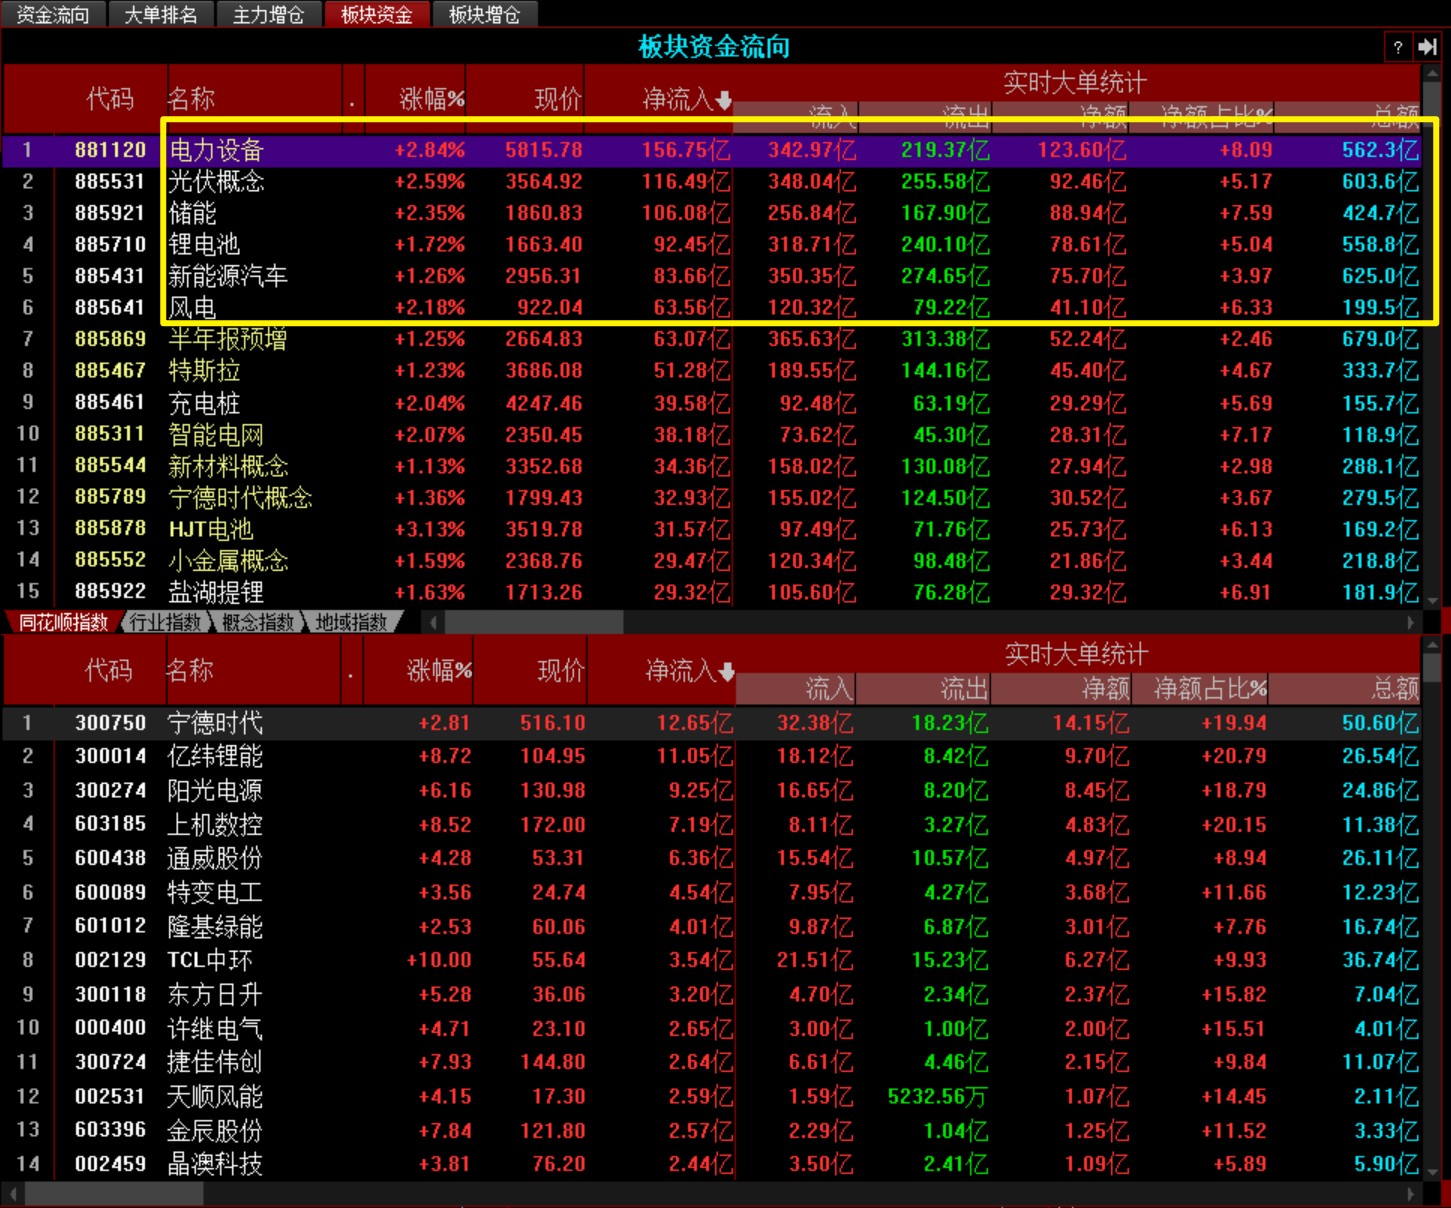 资金流向 大单排名 主力增仓 板块资金 板块增仓
板块资金流向 ?
代码 名称 . 涨幅% 现价 净流入 实时大单统计
流入 流出 净额 净额占比% 总额
1 881120 电力设备 +2.84% 5815.78 156.75亿 342.97亿 219.37亿 123.60亿 +8.09 562.3亿
2 885531 光伏概念 +2.59% 3564.92 116.49亿 348.04亿 255.58亿 92.46亿 +5.17 603.6亿
3 885921 储能 +2.35% 1860.83 106.08亿 256.84亿 167.90亿 88.94亿 +7.59 424.7亿
4 885710 锂电池 +1.72% 1663.40 92.45亿 318.71亿 240.10亿 78.61亿 +5.04 558.8亿
5 885431 新能源汽车 +1.26% 2956.31 83.66亿 350.35亿 274.65亿 75.70亿 +3.97 625.0亿
6 885641 风电 +2.18% 922.04 63.56亿 120.32亿 79.22亿 41.10亿 +6.33 199.5亿
7 885869 半年报预增 +1.25% 2664.83 63.07亿 365.63亿 313.38亿 52.24亿 +2.46 679.0亿
8 885467 特斯拉 +1.23% 3686.08 51.28亿 189.55亿 144.16亿 45.40亿 +4.67 333.7亿
9 885461 充电桩 +2.04% 4247.46 39.58亿 92.48亿 63.19亿 29.29亿 +5.69 155.7亿
10 885311 智能电网 +2.07% 2350.45 38.18亿 73.62亿 45.30亿 28.31亿 +7.17 118.9亿
11 885544 新材料概念 +1.13% 3352.68 34.36亿 158.02亿 130.08亿 27.94亿 +2.98 288.1亿
12 885789 宁德时代概念 +1.36% 1799.43 32.93亿 155.02亿 124.50亿 30.52亿 +3.67 279.5亿
13 885878 HJT电池 +3.13% 3519.78 31.57亿 97.49亿 71.76亿 25.73亿 +6.13 169.2亿
14 885552 小金属概念 +1.59% 2368.76 29.47亿 120.34亿 98.48亿 21.86亿 +3.44 218.8亿
15 885922 盐湖提锂 +1.63% 1713.26 29.32亿 105.60亿 76.28亿 29.32亿 +6.91 181.9亿
同花顺指数 行业指数 概念指数 地域指数
代码 名称 . 涨幅% 现价 净流入 实时大单统计
流入 流出 净额 净额占比% 总额
1 300750 宁德时代 +2.81 516.10 12.65亿 32.38亿 18.23亿 14.15亿 +19.94 50.60亿
2 300014 亿纬锂能 +8.72 104.95 11.05亿 18.12亿 8.42亿 9.70亿 +20.79 26.54亿
3 300274 阳光电源 +6.16 130.98 9.25亿 16.65亿 8.20亿 8.45亿 +18.79 24.86亿
4 603185 上机数控 +8.52 172.00 7.19亿 8.11亿 3.27亿 4.83亿 +20.15 11.38亿
5 600438 通威股份 +4.28 53.31 6.36亿 15.54亿 10.57亿 4.97亿 +8.94 26.11亿
6 600089 特变电工 +3.56 24.74 4.54亿 7.95亿 4.27亿 3.68亿 +11.66 12.23亿
7 601012 隆基绿能 +2.53 60.06 4.01亿 9.87亿 6.87亿 3.01亿 +7.76 16.74亿
8 002129 TCL中环 +10.00 55.64 3.54亿 21.51亿 15.23亿 6.27亿 +9.93 36.74亿
9 300118 东方日升 +5.28 36.06 3.20亿 4.70亿 2.34亿 2.37亿 +15.82 7.04亿
10 000400 许继电气 +4.71 23.10 2.65亿 3.00亿 1.00亿 2.00亿 +15.51 4.01亿
11 300724 捷佳伟创 +7.93 144.80 2.64亿 6.61亿 4.46亿 2.15亿 +9.84 11.07亿
12 002531 天顺风能 +4.15 17.30 2.59亿 1.59亿 5232.56万 1.07亿 +14.45 2.11亿
13 603396 金辰股份 +7.84 121.80 2.57亿 2.29亿 1.04亿 1.25亿 +11.52 3.33亿
14 002459 晶澳科技 +3.81 76.20 2.44亿 3.50亿 2.41亿 1.09亿 +5.89 5.90亿